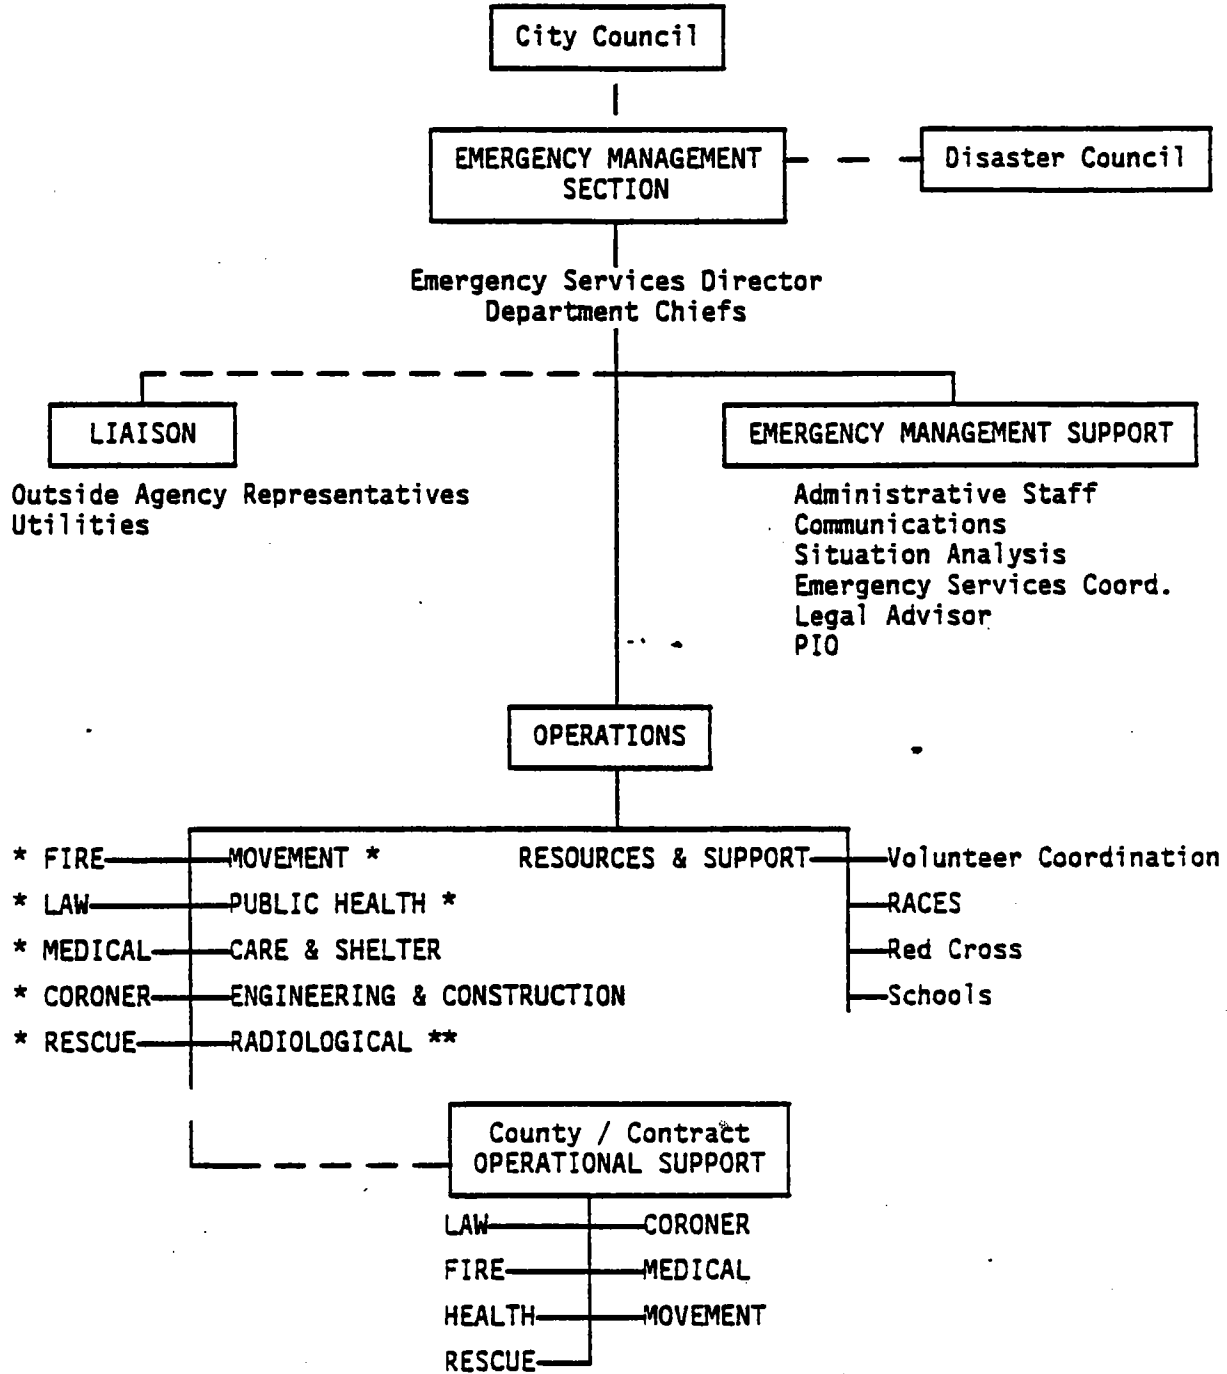 City Council
EMERGENCY MANAGEMENT
SECTION
Disaster Council
Emergency Services Director
Department Chiefs
LIAISON
Outside Agency Representatives
Utilities
EMERGENCY MANAGEMENT SUPPORT
Administrative Staff
Communications
Situation Analysis
Emergency Services Coord.
Legal Advisor
PIO
OPERATIONS
* FIRE MOVEMENT * RESOURCES & SUPPORT Volunteer Coordination
* LAW PUBLIC HEALTH * RACES
* MEDICAL CARE & SHELTER Red Cross
* CORONER ENGINEERING & CONSTRUCTION Schools
* RESCUE RADIOLOGICAL **
County / Contract
OPERATIONAL SUPPORT
LAW CORONER
FIRE MEDICAL
HEALTH MOVEMENT
RESCUE